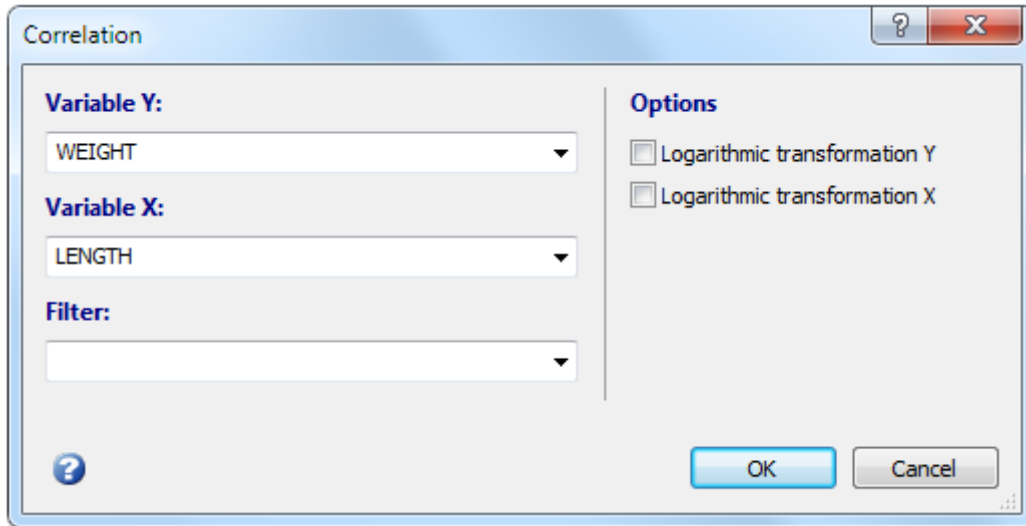 Correlation
Variable Y:
WEIGHT
Variable X:
LENGTH
Filter:
Options
Logarithmic transformation Y
Logarithmic transformation X
OK
Cancel